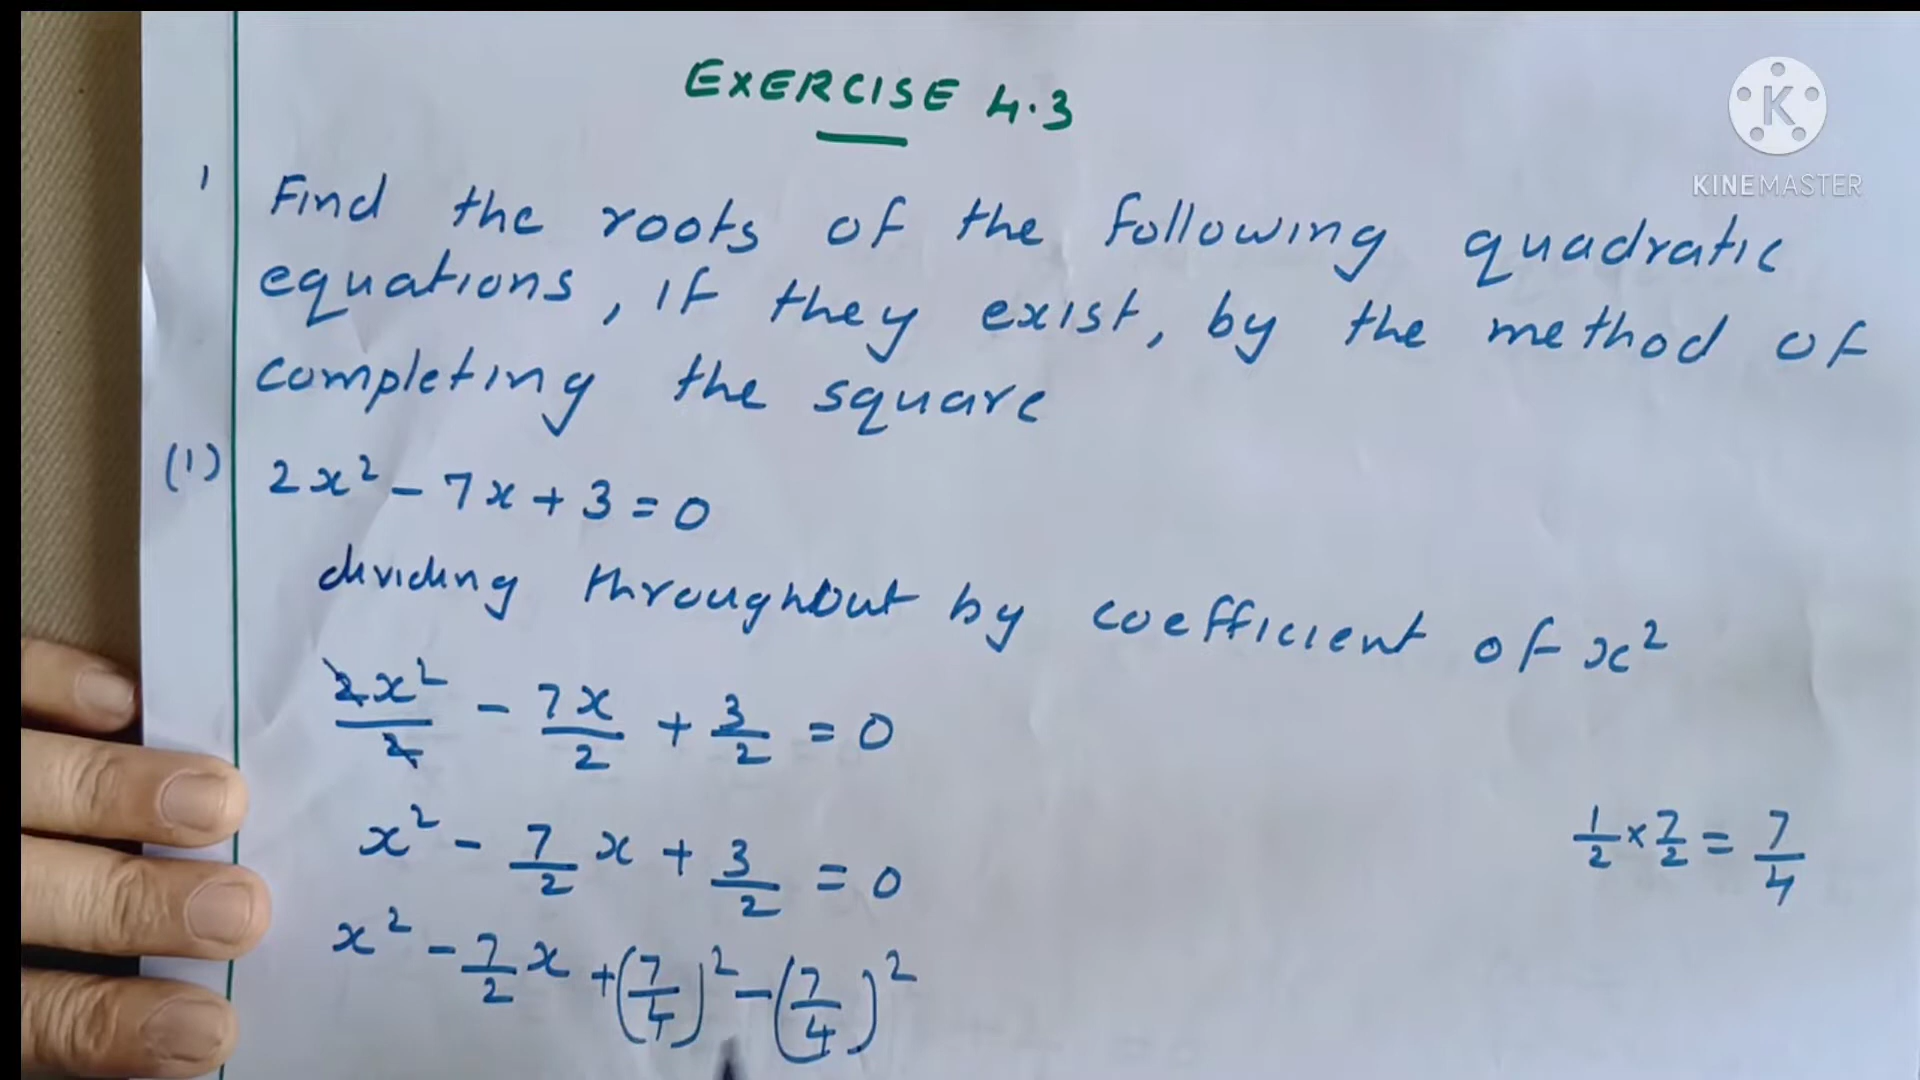 EXERCISE 4.3
K
KINEMASTER
1 Find the roots of the following quadratic
equations, if they exist, by the method of
completing the square
(1) 2x² - 7x + 3 = 0
dividing throughout by coefficient of x²
2x²/2 - 7x/2 + 3/2 = 0
x² - 7/2 x + 3/2 = 0
1/2 × 7/2 = 7/4
x² - 7/2 x + (7/4)² - (7/4)²